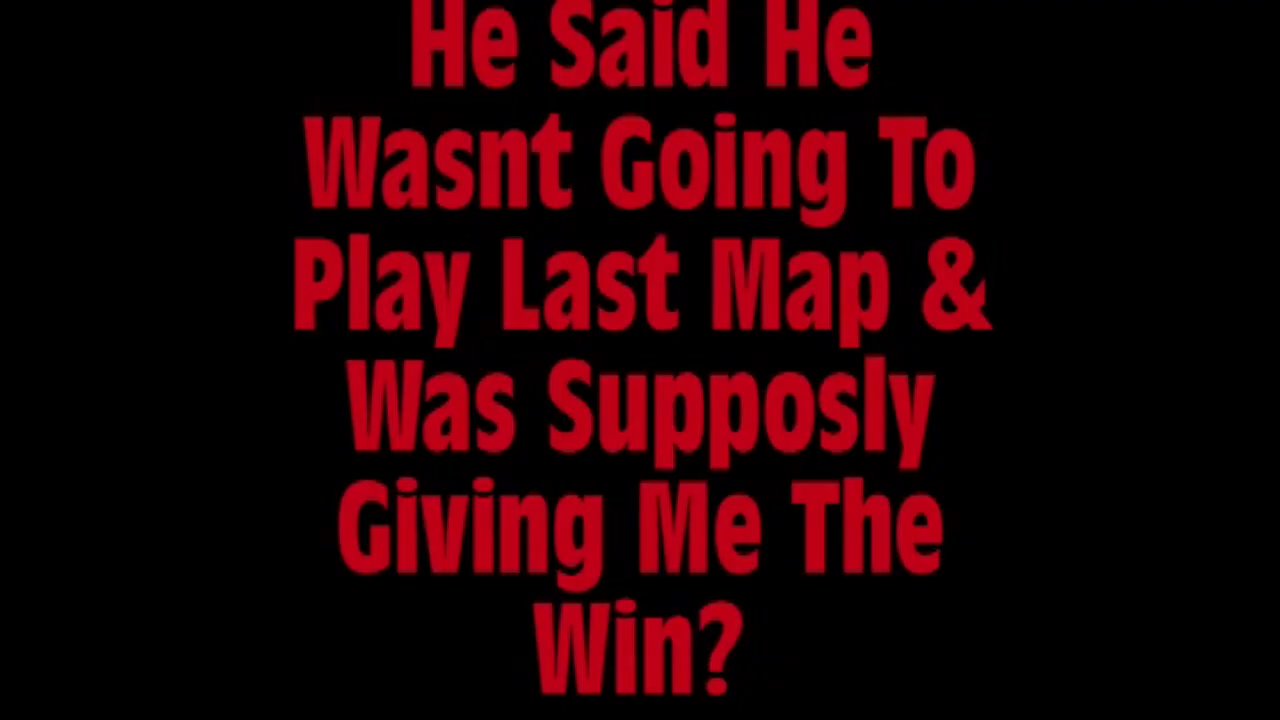 He Said He
Wasnt Going To
Play Last Map &
Was Supposly
Giving Me The
Win?